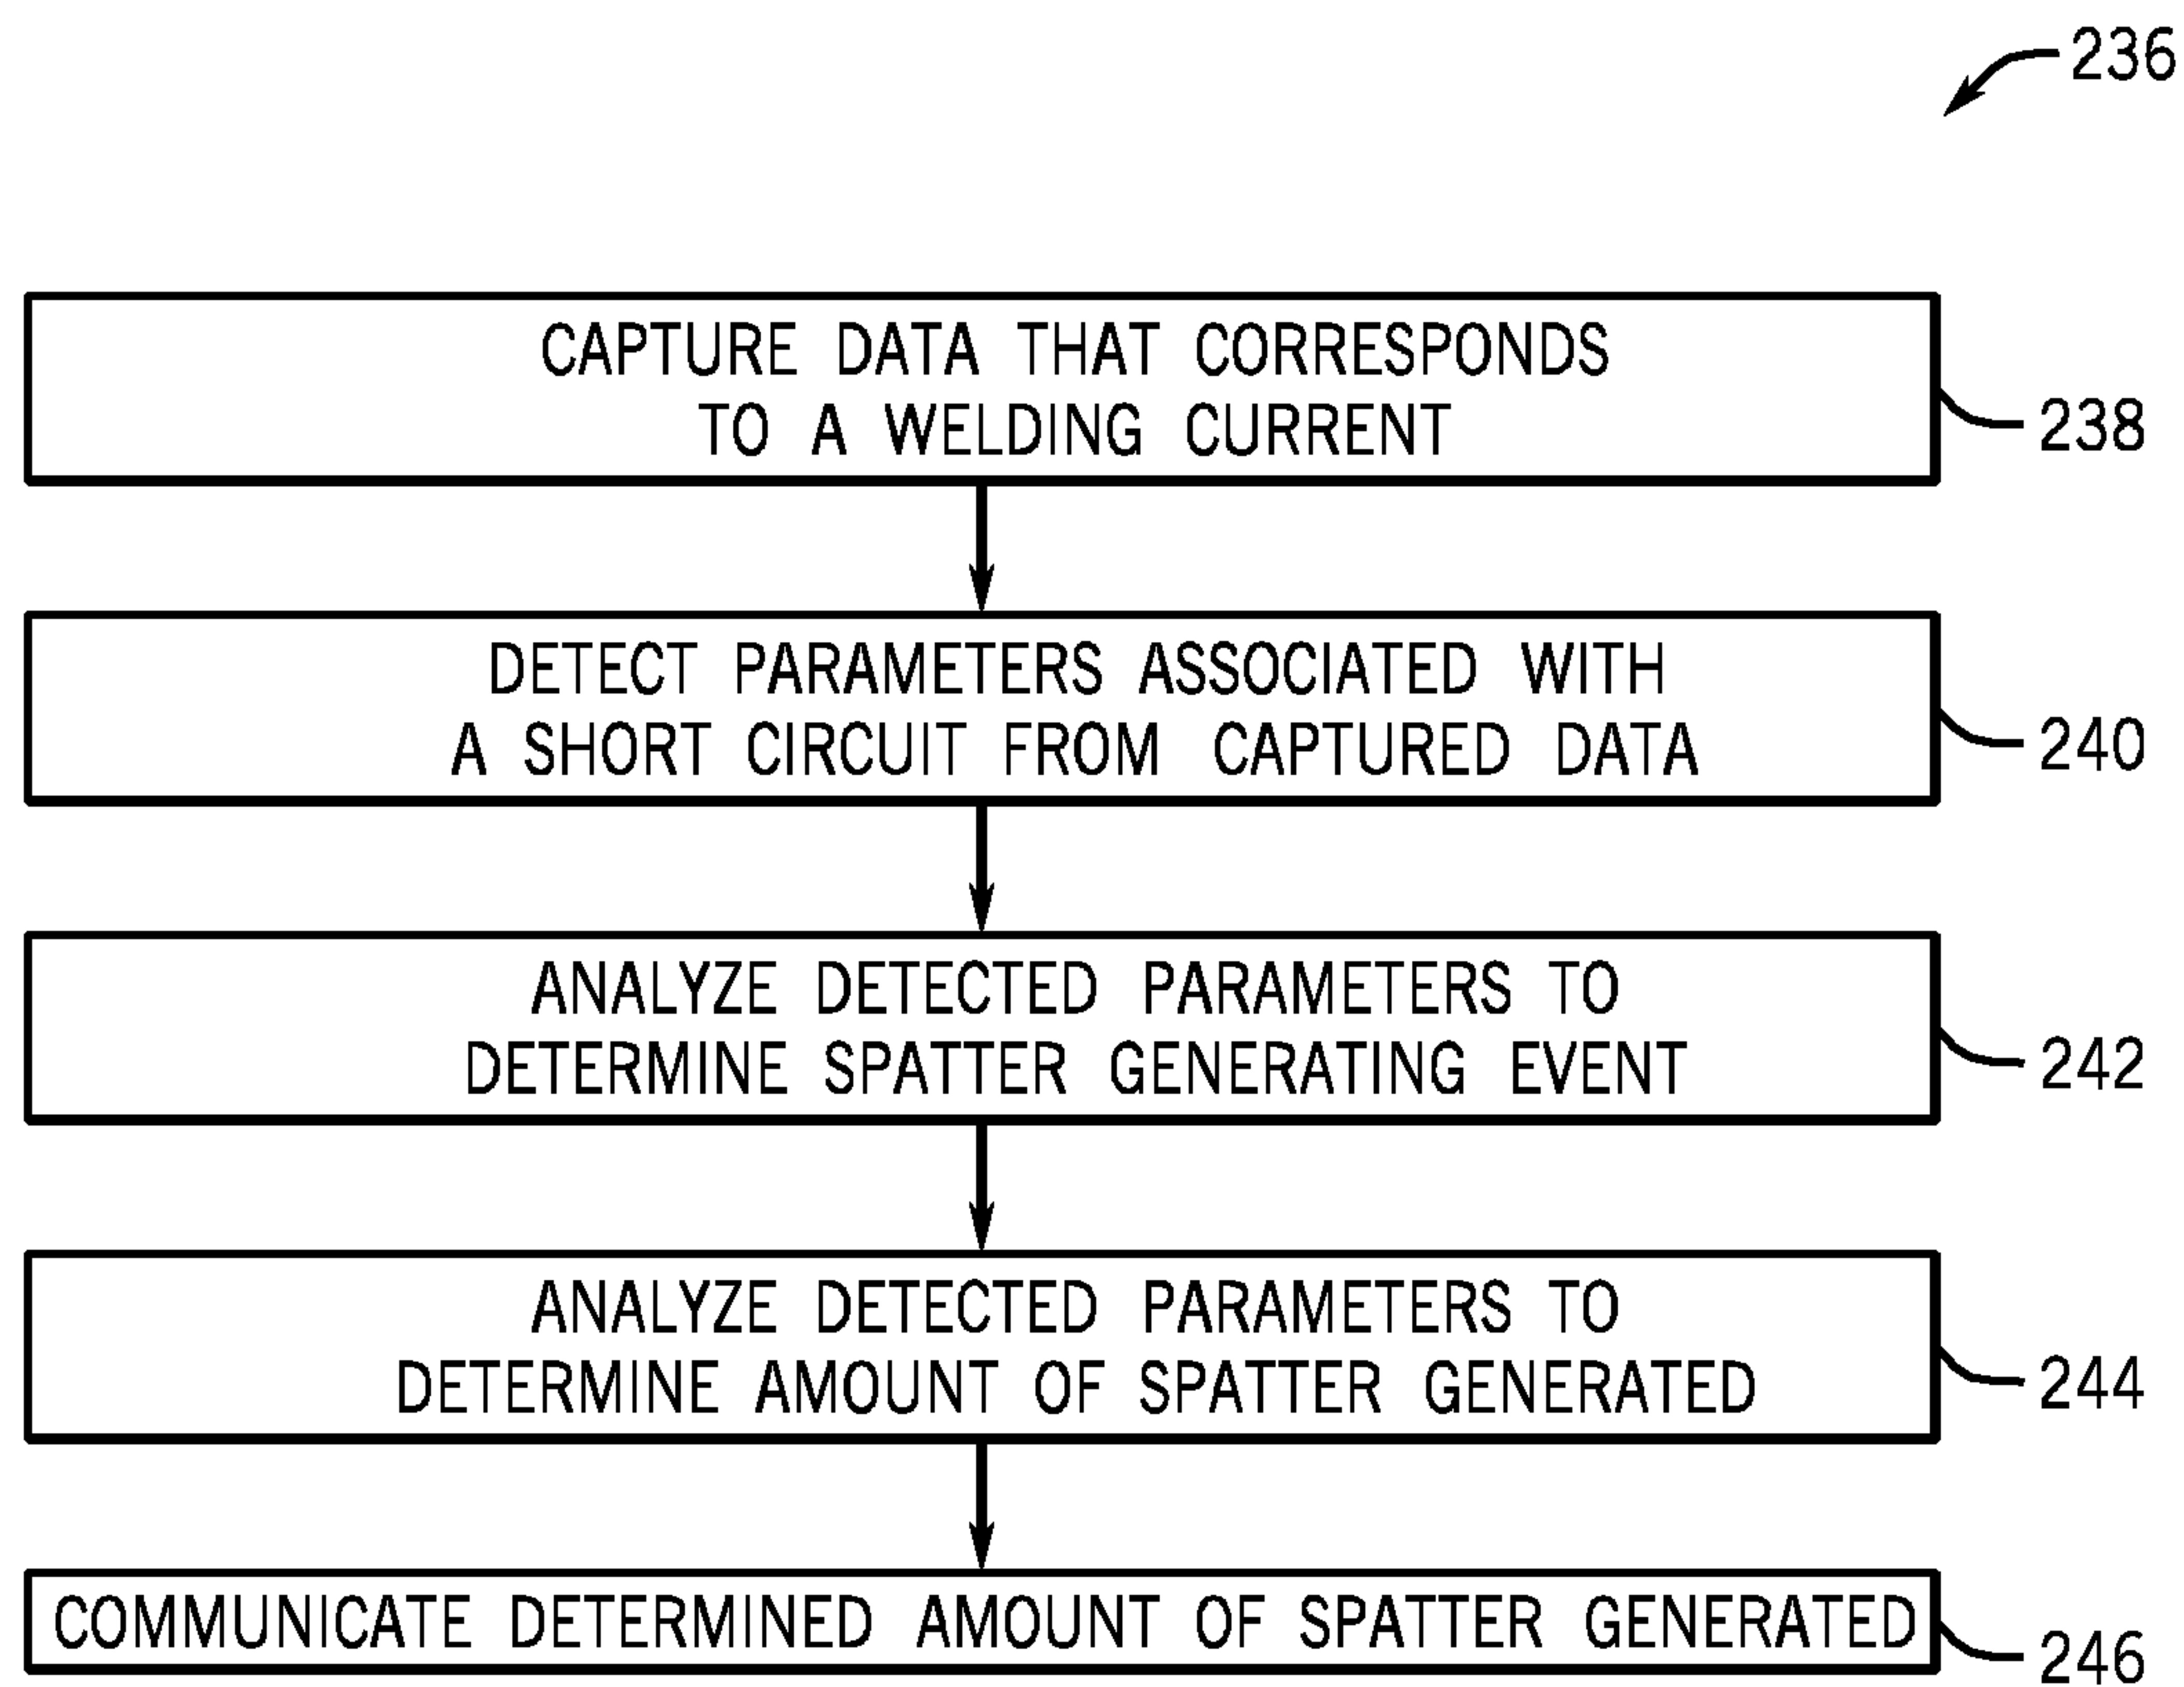 236
CAPTURE DATA THAT CORRESPONDS
TO A WELDING CURRENT
238
DETECT PARAMETERS ASSOCIATED WITH
A SHORT CIRCUIT FROM CAPTURED DATA
240
ANALYZE DETECTED PARAMETERS TO
DETERMINE SPATTER GENERATING EVENT
242
ANALYZE DETECTED PARAMETERS TO
DETERMINE AMOUNT OF SPATTER GENERATED
244
COMMUNICATE DETERMINED AMOUNT OF SPATTER GENERATED
246